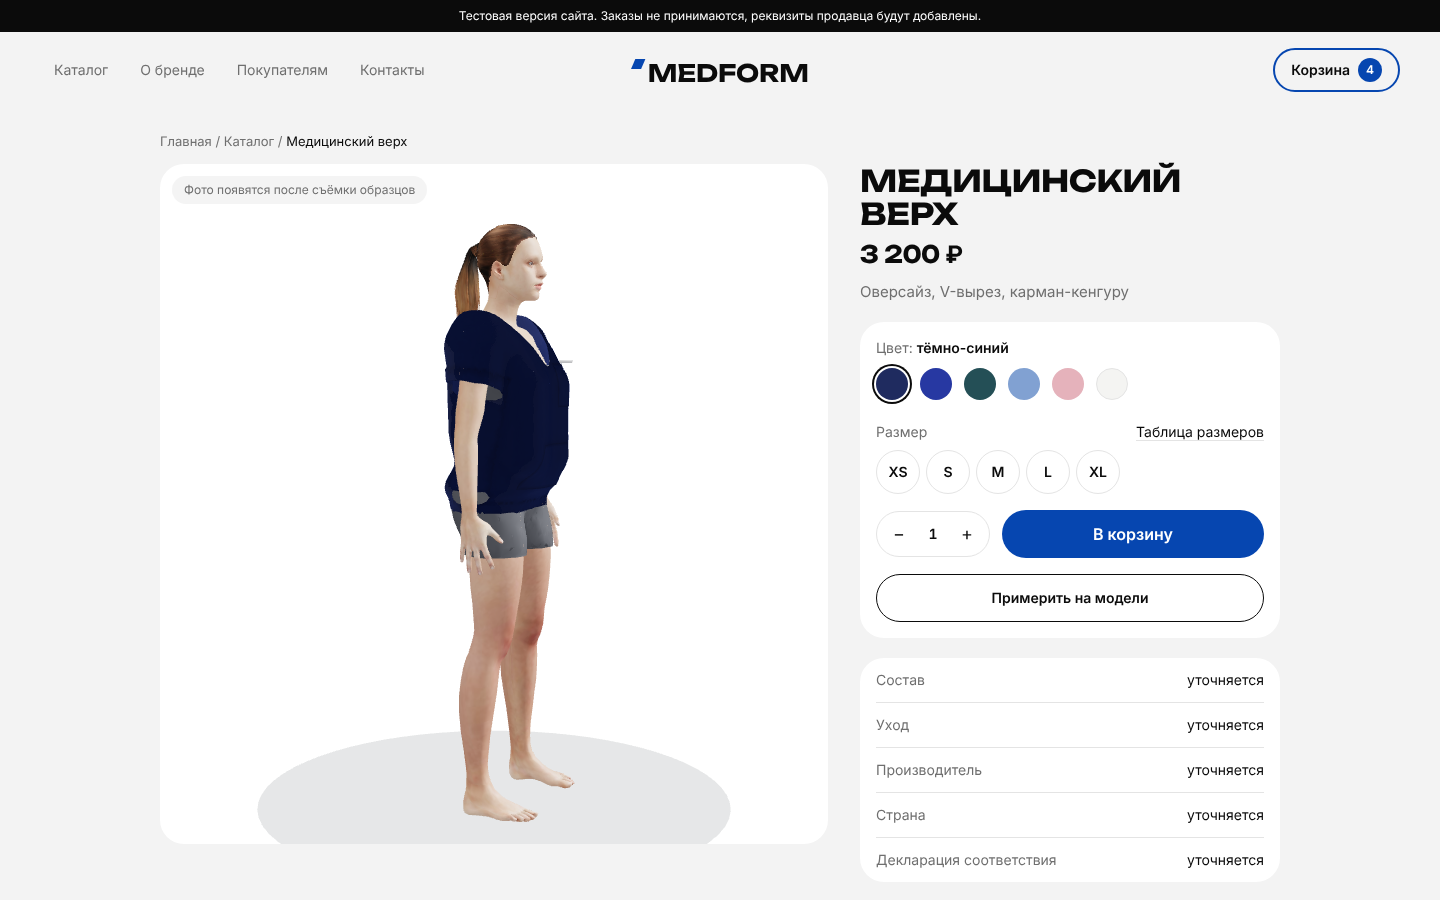 Тестовая версия сайта. Заказы не принимаются, реквизиты продавца будут добавлены.
Каталог
О бренде
Покупателям
Контакты
MEDFORM
Корзина 4
Главная / Каталог / Медицинский верх
Фото появятся после съёмки образцов
МЕДИЦИНСКИЙ
ВЕРХ
3 200 ₽
Оверсайз, V-вырез, карман-кенгуру
Цвет: тёмно-синий
Размер
Таблица размеров
XS S M L XL
− 1 +
В корзину
Примерить на модели
Состав уточняется
Уход уточняется
Производитель уточняется
Страна уточняется
Декларация соответствия уточняется